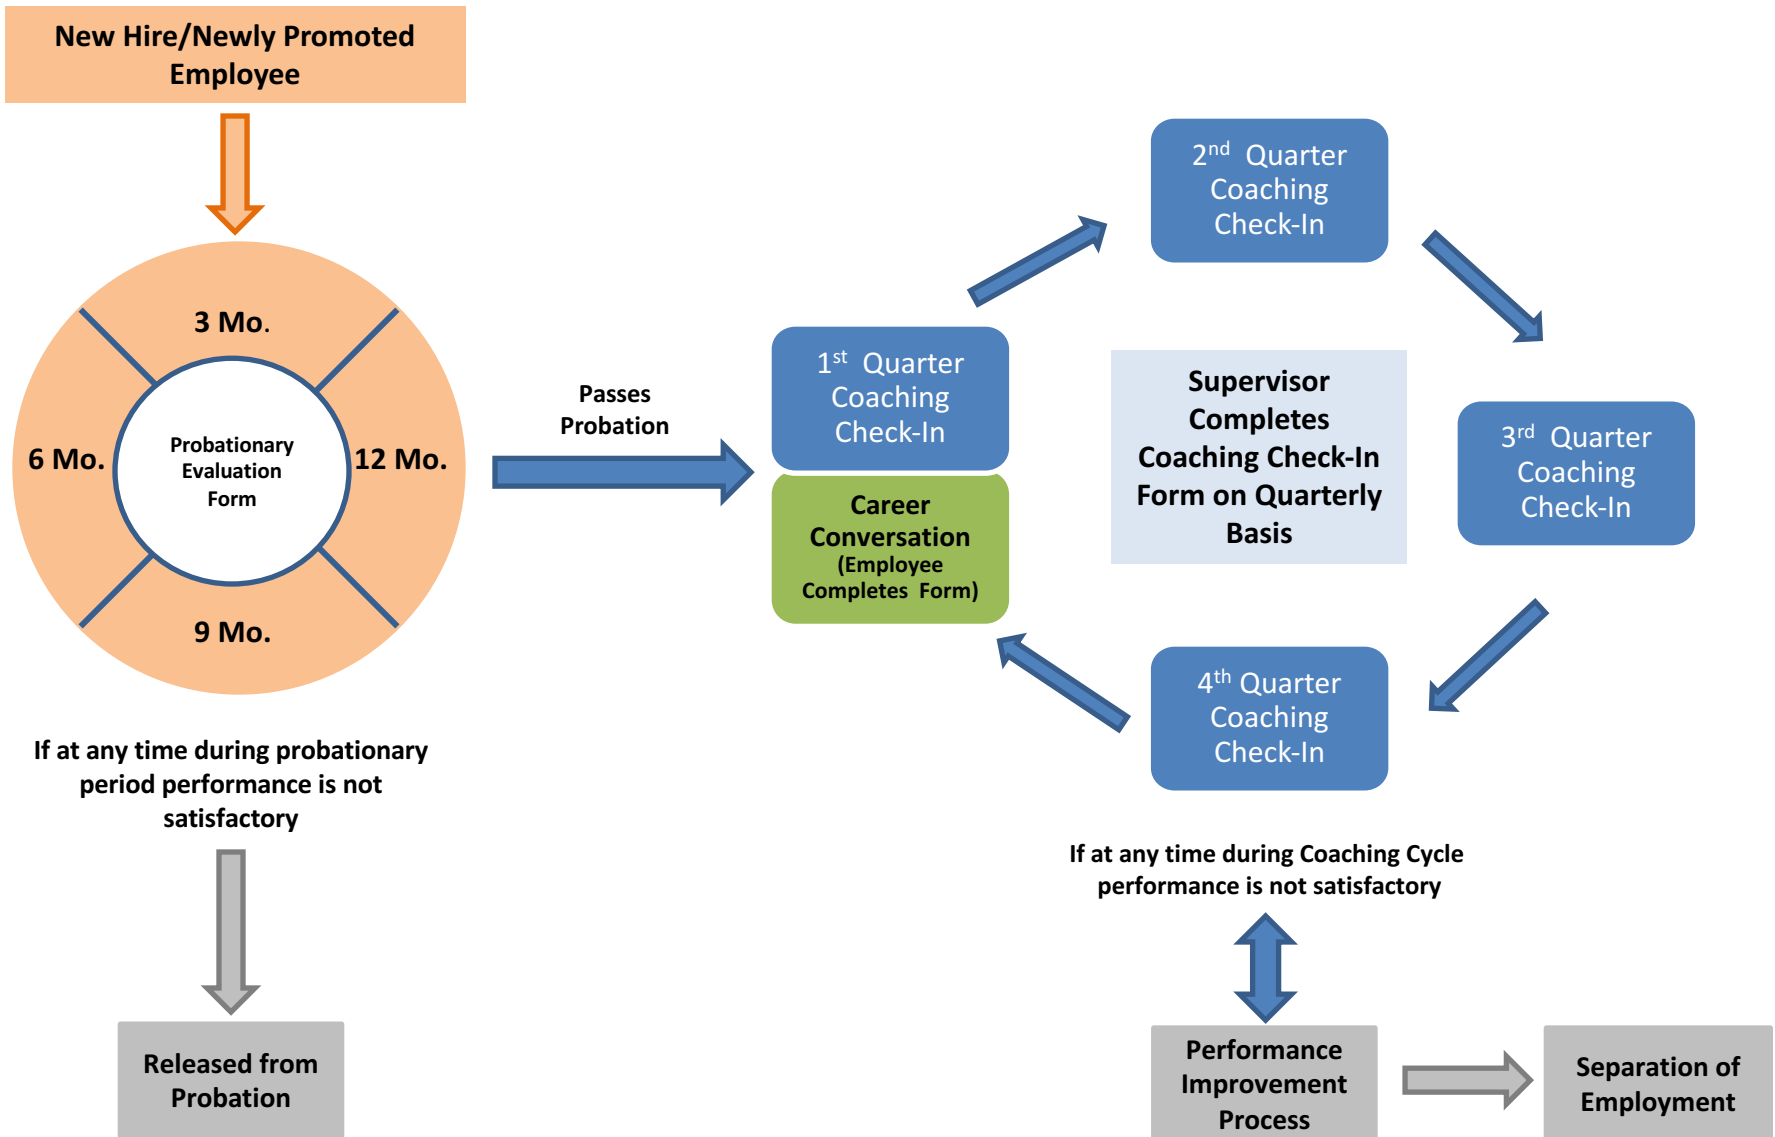 New Hire/Newly Promoted
Employee
3 Mo.
6 Mo.
Probationary
Evaluation
Form
12 Mo.
9 Mo.
If at any time during probationary
period performance is not
satisfactory
Released from
Probation
Passes
Probation
1st Quarter
Coaching
Check-In
Career
Conversation
(Employee
Completes Form)
2nd Quarter
Coaching
Check-In
Supervisor
Completes
Coaching Check-In
Form on Quarterly
Basis
3rd Quarter
Coaching
Check-In
4th Quarter
Coaching
Check-In
If at any time during Coaching Cycle
performance is not satisfactory
Performance
Improvement
Process
Separation of
Employment